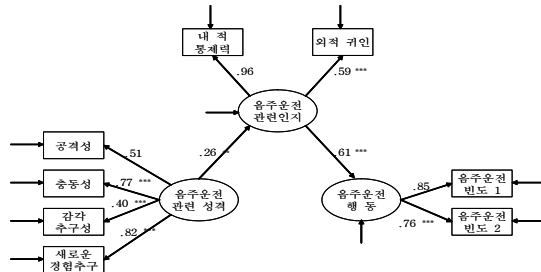 내 적
통제력
외적 귀인
.96
.59 ***
음주운전
관련인지
공격성
.51
.26 *
.61 ***
충동성
.77 ***
음주운전
관련 성격
음주운전
행 동
.85
음주운전
빈도 1
감각
추구성
.40 ***
.76 ***
음주운전
빈도 2
새로운
경험추구
.82 ***